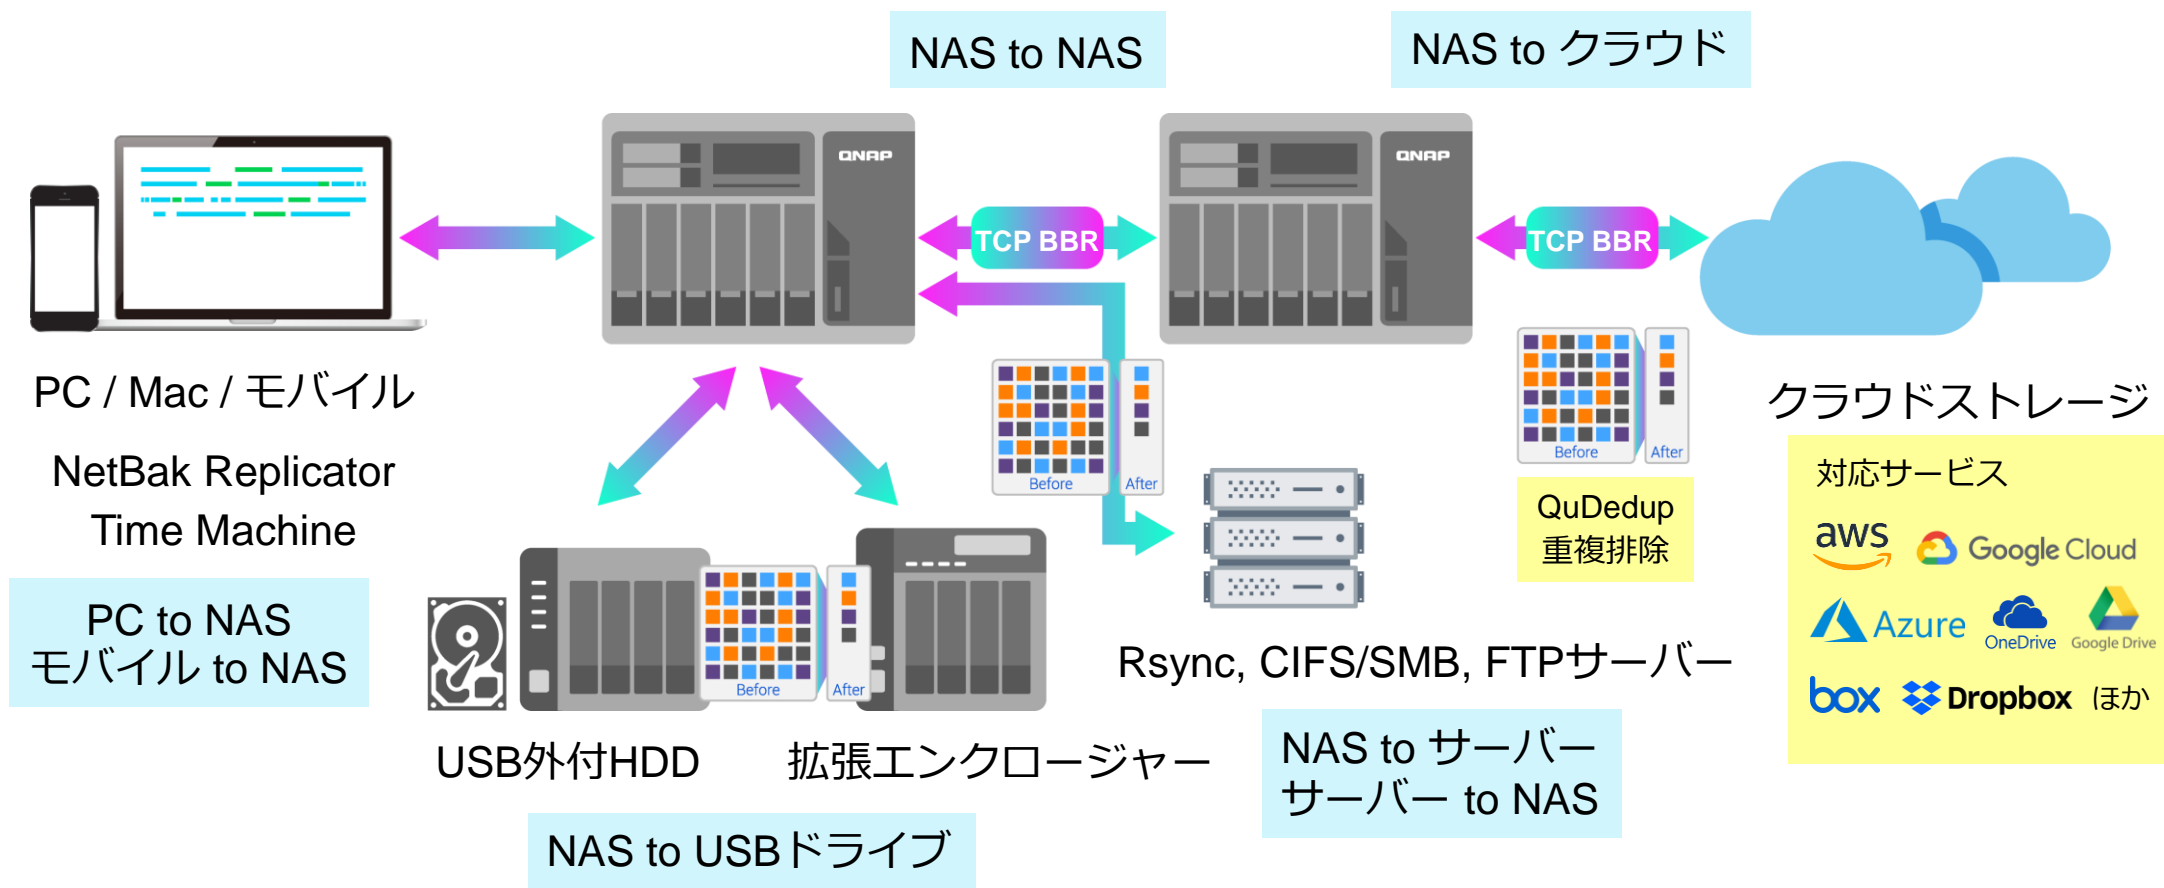 NAS to NAS
NAS to クラウド
QNAP
QNAP
TCP BBR
TCP BBR
PC / Mac / モバイル
NetBak Replicator
Time Machine
PC to NAS
モバイル to NAS
Before
After
Before
After
Before
After
QuDedup
重複排除
クラウドストレージ
対応サービス
aws
Google Cloud
Azure
OneDrive
Google Drive
box
Dropbox ほか
Rsync, CIFS/SMB, FTPサーバー
NAS to サーバー
サーバー to NAS
USB外付HDD
拡張エンクロージャー
NAS to USBドライブ